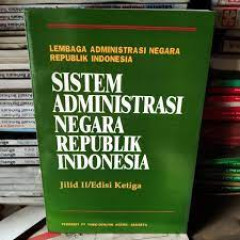 LEMBAGA ADMINISTRASI NEGARA
REPUBLIK INDONESIA
SISTEM
ADMINISTRASI
NEGARA
REPUBLIK
INDONESIA
Jilid II/Edisi Ketiga